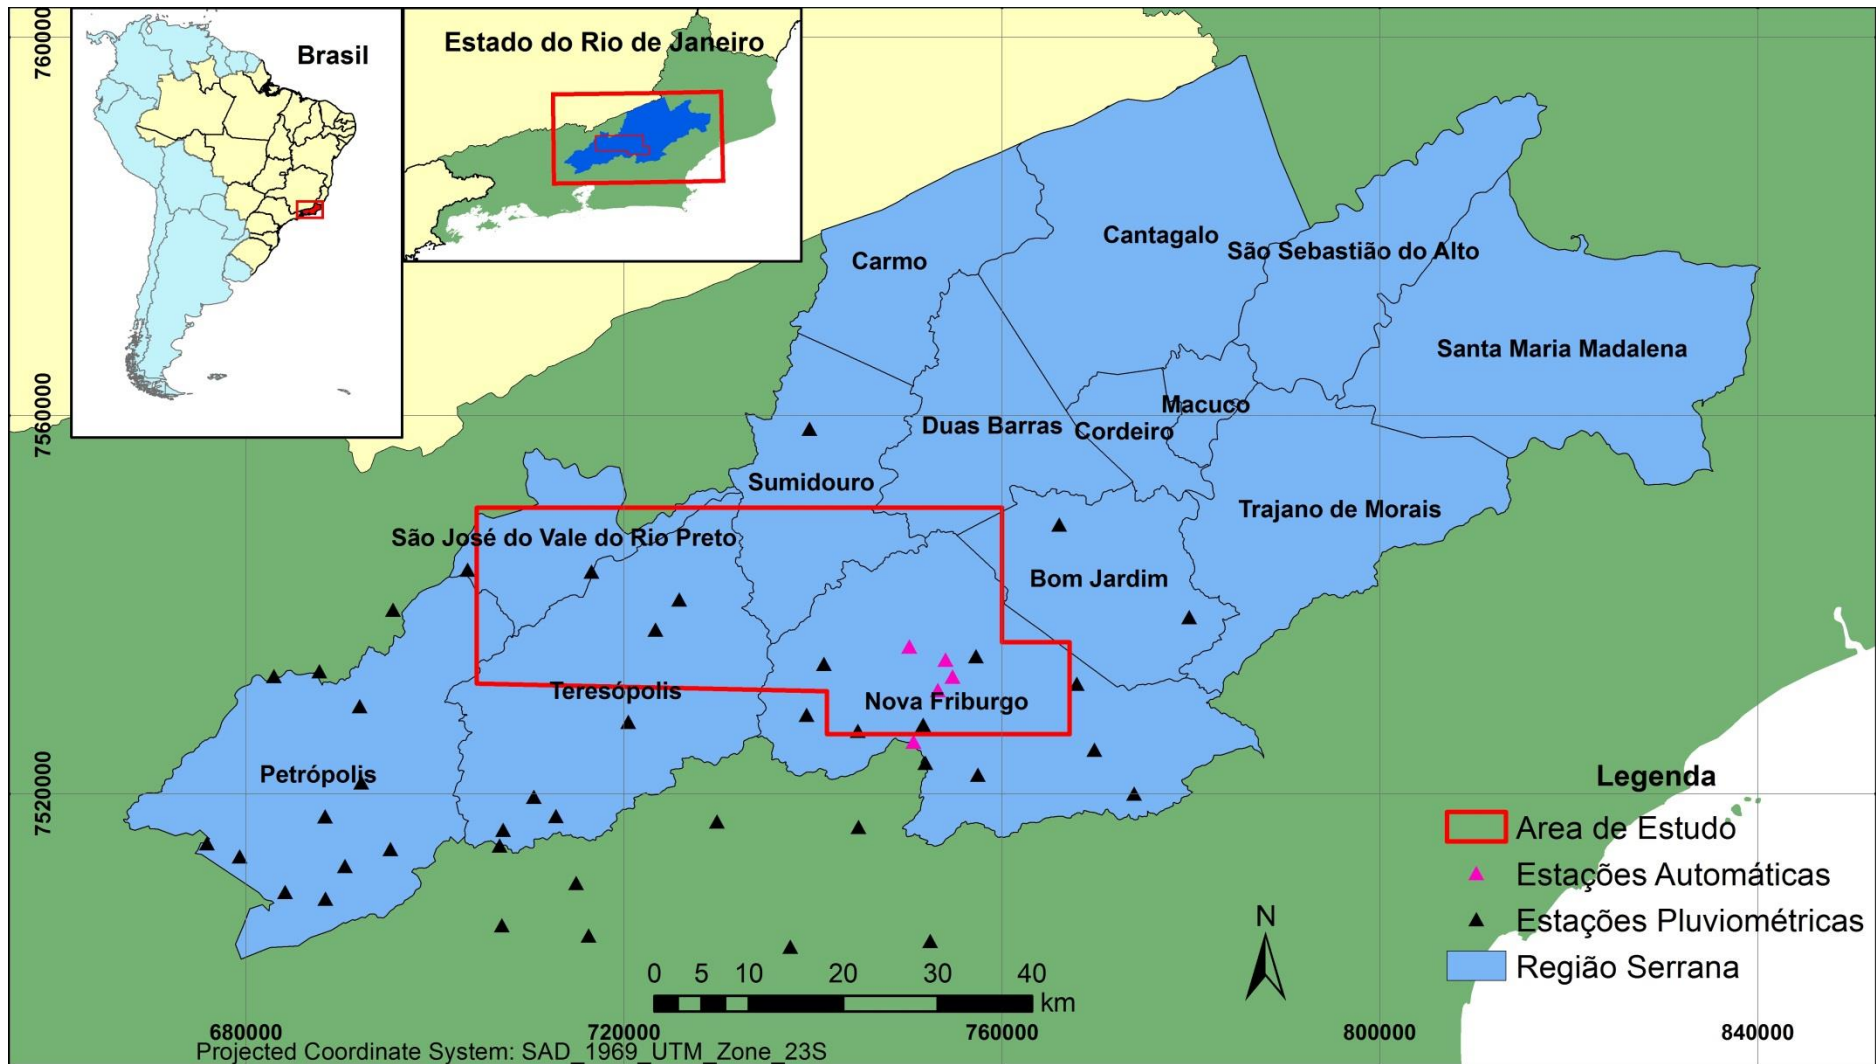 Brasil
Estado do Rio de Janeiro
7600000
7560000
7520000
Carmo
Cantagalo
São Sebastião do Alto
Santa Maria Madalena
Macuco
Duas Barras
Cordeiro
Sumidouro
Trajano de Morais
São José do Vale do Rio Preto
Bom Jardim
Teresópolis
Nova Friburgo
Petrópolis
Legenda
Area de Estudo
Estações Automáticas
Estações Pluviométricas
Região Serrana
N
0 5 10 20 30 40
km
680000 720000 760000 800000 840000
Projected Coordinate System: SAD_1969_UTM_Zone_23S